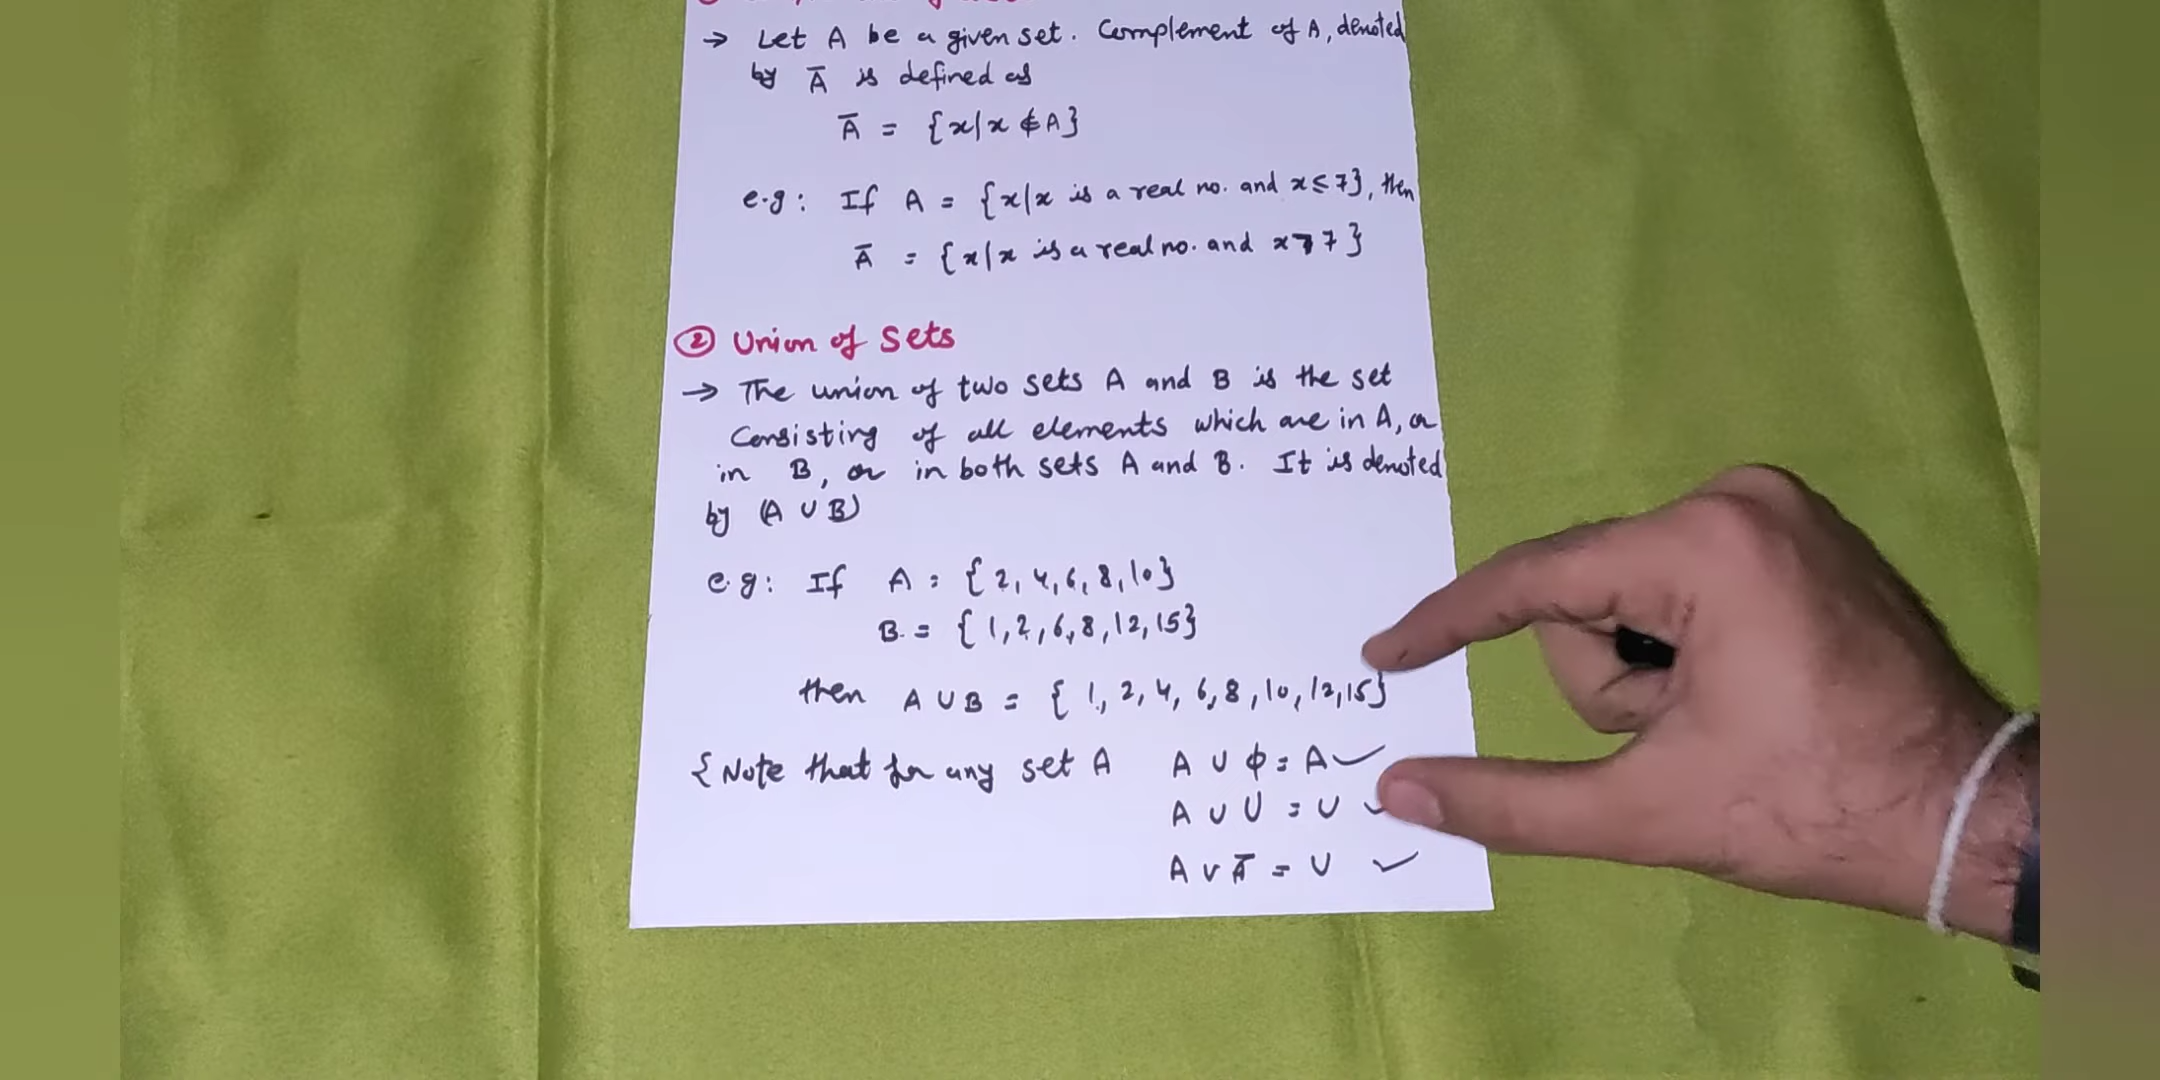 → Let A be a given set. Complement of A, denoted
by A̅ is defined as
A̅ = {x|x ∉ A}
e.g: If A = {x|x is a real no. and x ≤ 7}, then
A̅ = {x|x is a real no. and x > 7}
② Union of Sets
→ The union of two sets A and B is the set
Consisting of all elements which are in A, or
in B, or in both sets A and B. It is denoted
by (A ∪ B)
e.g: If A = {2, 4, 6, 8, 10}
B = {1, 2, 6, 8, 12, 15}
then A ∪ B = {1, 2, 4, 6, 8, 10, 12, 15}
{Note that for any set A A ∪ ϕ = A ✓
A ∪ U = U ✓
A ∪ A̅ = U ✓